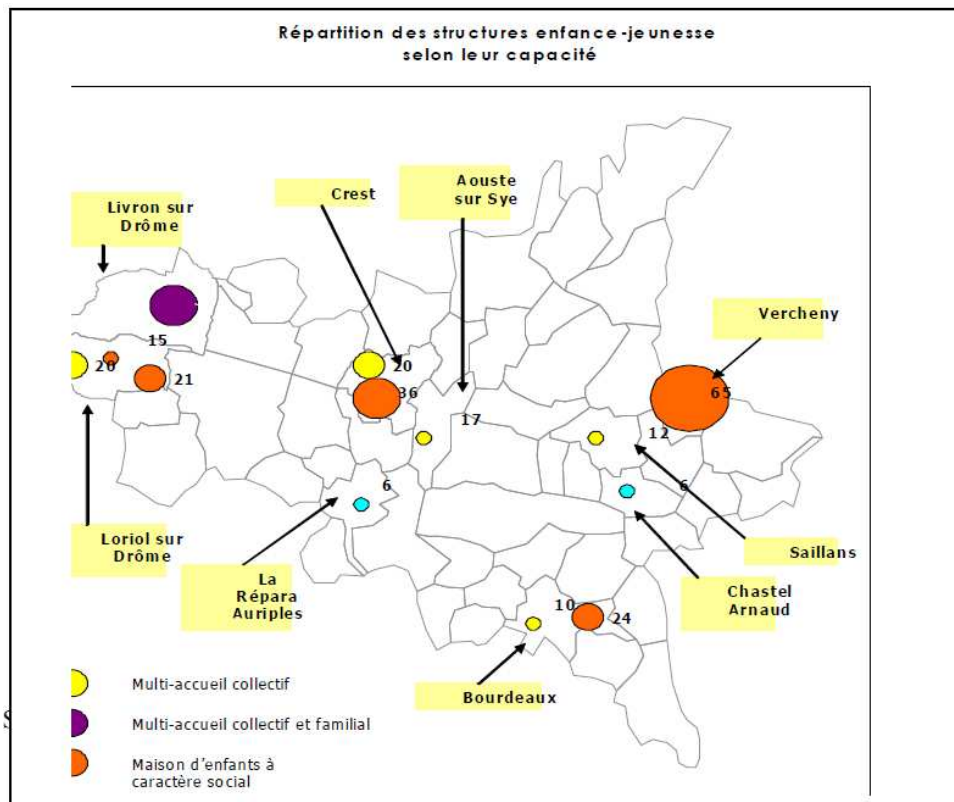 Répartition des structures enfance-jeunesse
selon leur capacité
Livron sur
Drôme
Crest
Aouste
sur Sye
Vercheny
15
20
21
20
36
17
65
12
6
6
Loriol sur
Drôme
La
Répara
Auriples
Saillans
Chastel
Arnaud
10
24
Bourdeaux
Multi-accueil collectif
Multi-accueil collectif et familial
Maison d'enfants à
caractère social